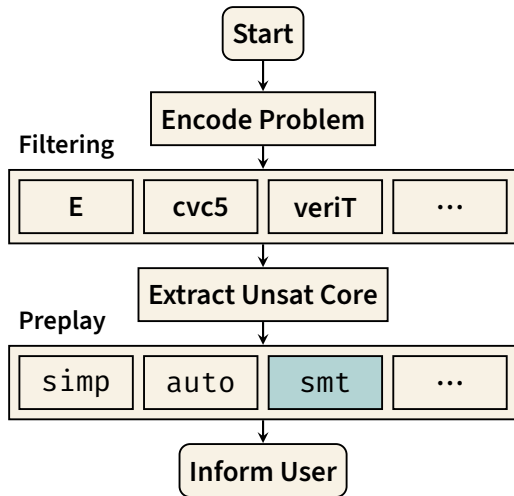 Start
Encode Problem
Filtering
E cvc5 veriT ···
Extract Unsat Core
Preplay
simp auto smt ···
Inform User